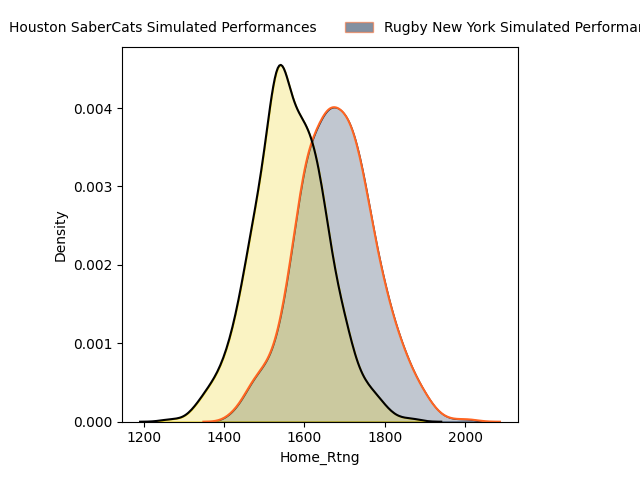 Houston SaberCats Simulated Performances
Rugby New York Simulated
0.004
0.003
0.002
0.001
0.000
Density
1200 1400 1600 1800 2000
Home_Rtng